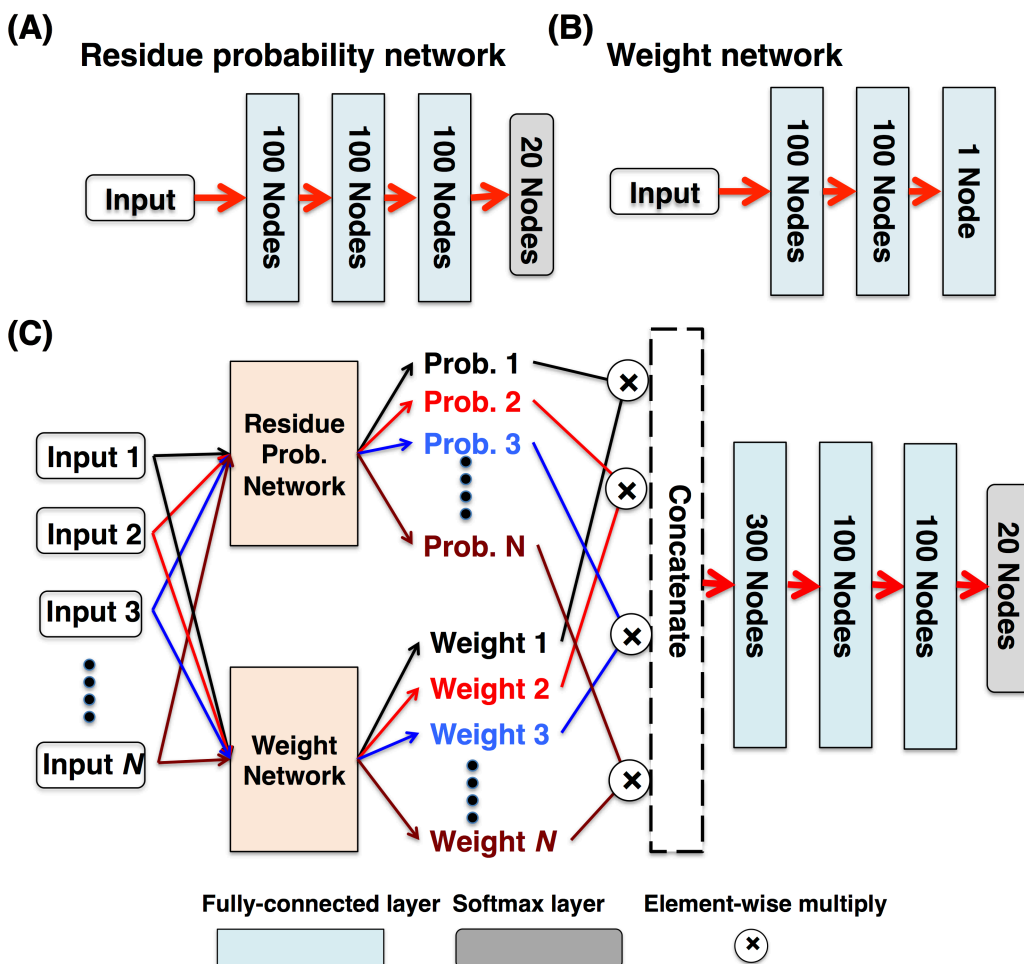 (A)
Residue probability network
Input
100 Nodes
100 Nodes
100 Nodes
20 Nodes
(B)
Weight network
Input
100 Nodes
100 Nodes
1 Node
(C)
Input 1
Input 2
Input 3
Input N
Residue
Prob.
Network
Weight
Network
Prob. 1
Prob. 2
Prob. 3
Prob. N
Weight 1
Weight 2
Weight 3
Weight N
Concatenate
300 Nodes
100 Nodes
100 Nodes
20 Nodes
Fully-connected layer
Softmax layer
Element-wise multiply